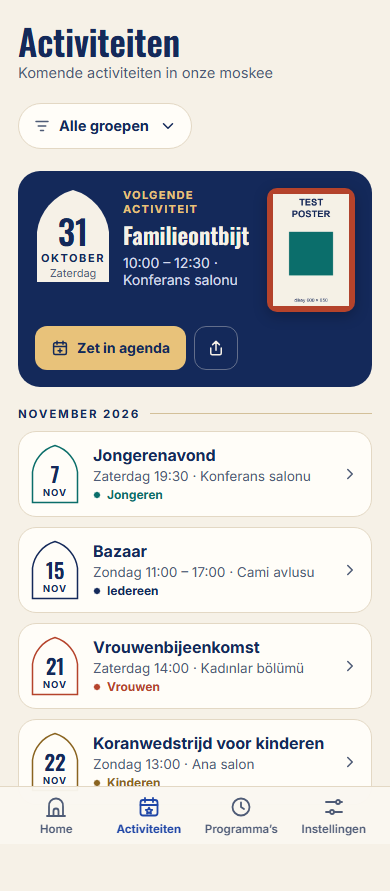 Activiteiten
Komende activiteiten in onze moskee
Alle groepen
31
OKTOBER
Zaterdag
VOLGENDE
ACTIVITEIT
Familieontbijt
10:00 – 12:30 ·
Konferans salonu
TEST
POSTER
dikey 600 × 850
Zet in agenda
NOVEMBER 2026
7
NOV
Jongerenavond
Zaterdag 19:30 · Konferans salonu
Jongeren
15
NOV
Bazaar
Zondag 11:00 – 17:00 · Cami avlusu
Iedereen
21
NOV
Vrouwenbijeenkomst
Zaterdag 14:00 · Kadınlar bölümü
Vrouwen
22
NOV
Koranwedstrijd voor kinderen
Zondag 13:00 · Ana salon
Kinderen
Home
Activiteiten
Programma's
Instellingen